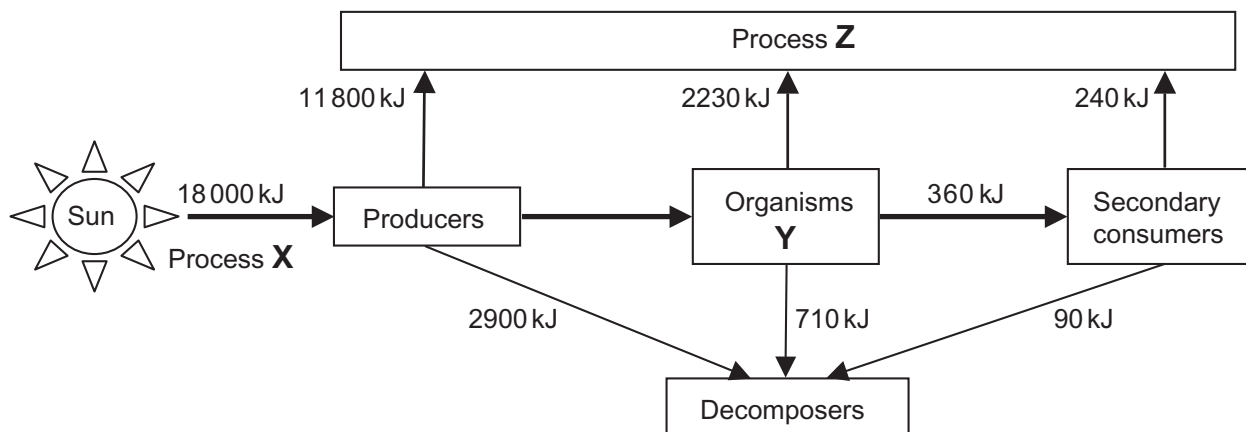 Process Z
11 800 kJ
2230 kJ
240 kJ
Sun
18 000 kJ
Process X
Producers
Organisms
Y
360 kJ
Secondary
consumers
2900 kJ
710 kJ
90 kJ
Decomposers